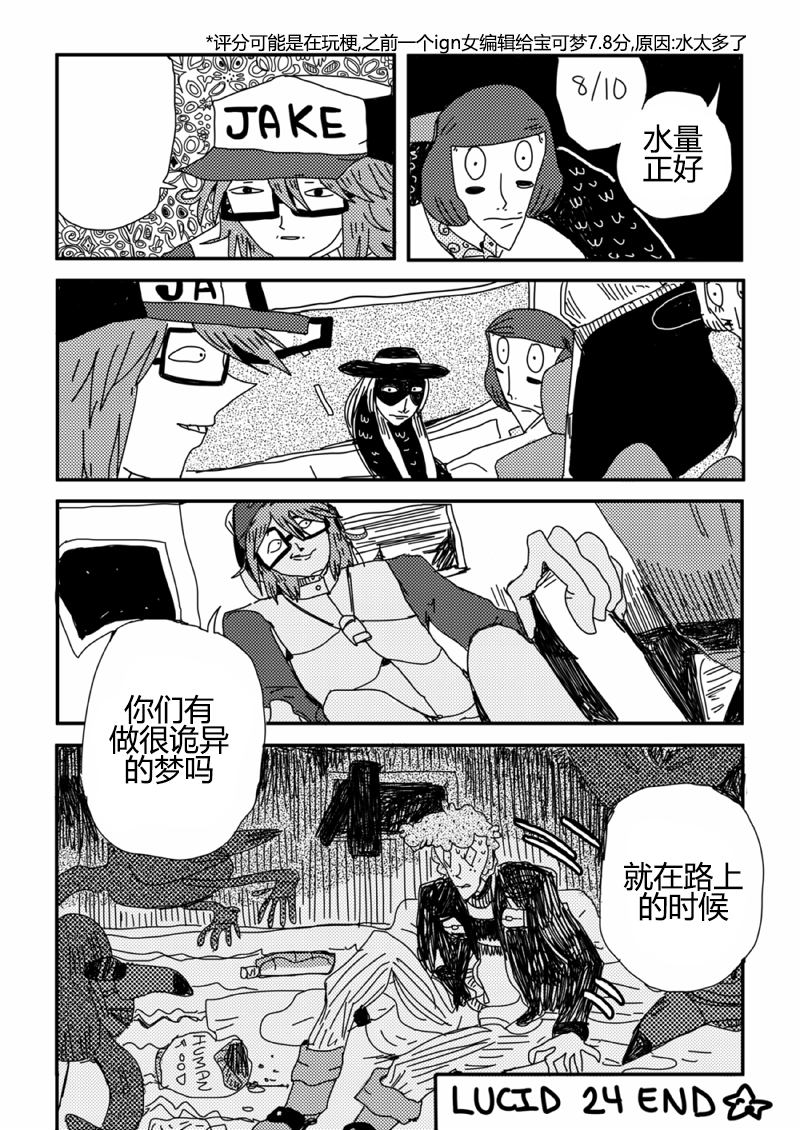 *评分可能是在玩梗,之前一个ign女编辑给宝可梦7.8分,原因:水太多了
JAKE
8/10
水量
正好
JA
你们有
做很诡异
的梦吗
就在路上
的时候
HUMAN
FOOD
LUCID 24 END